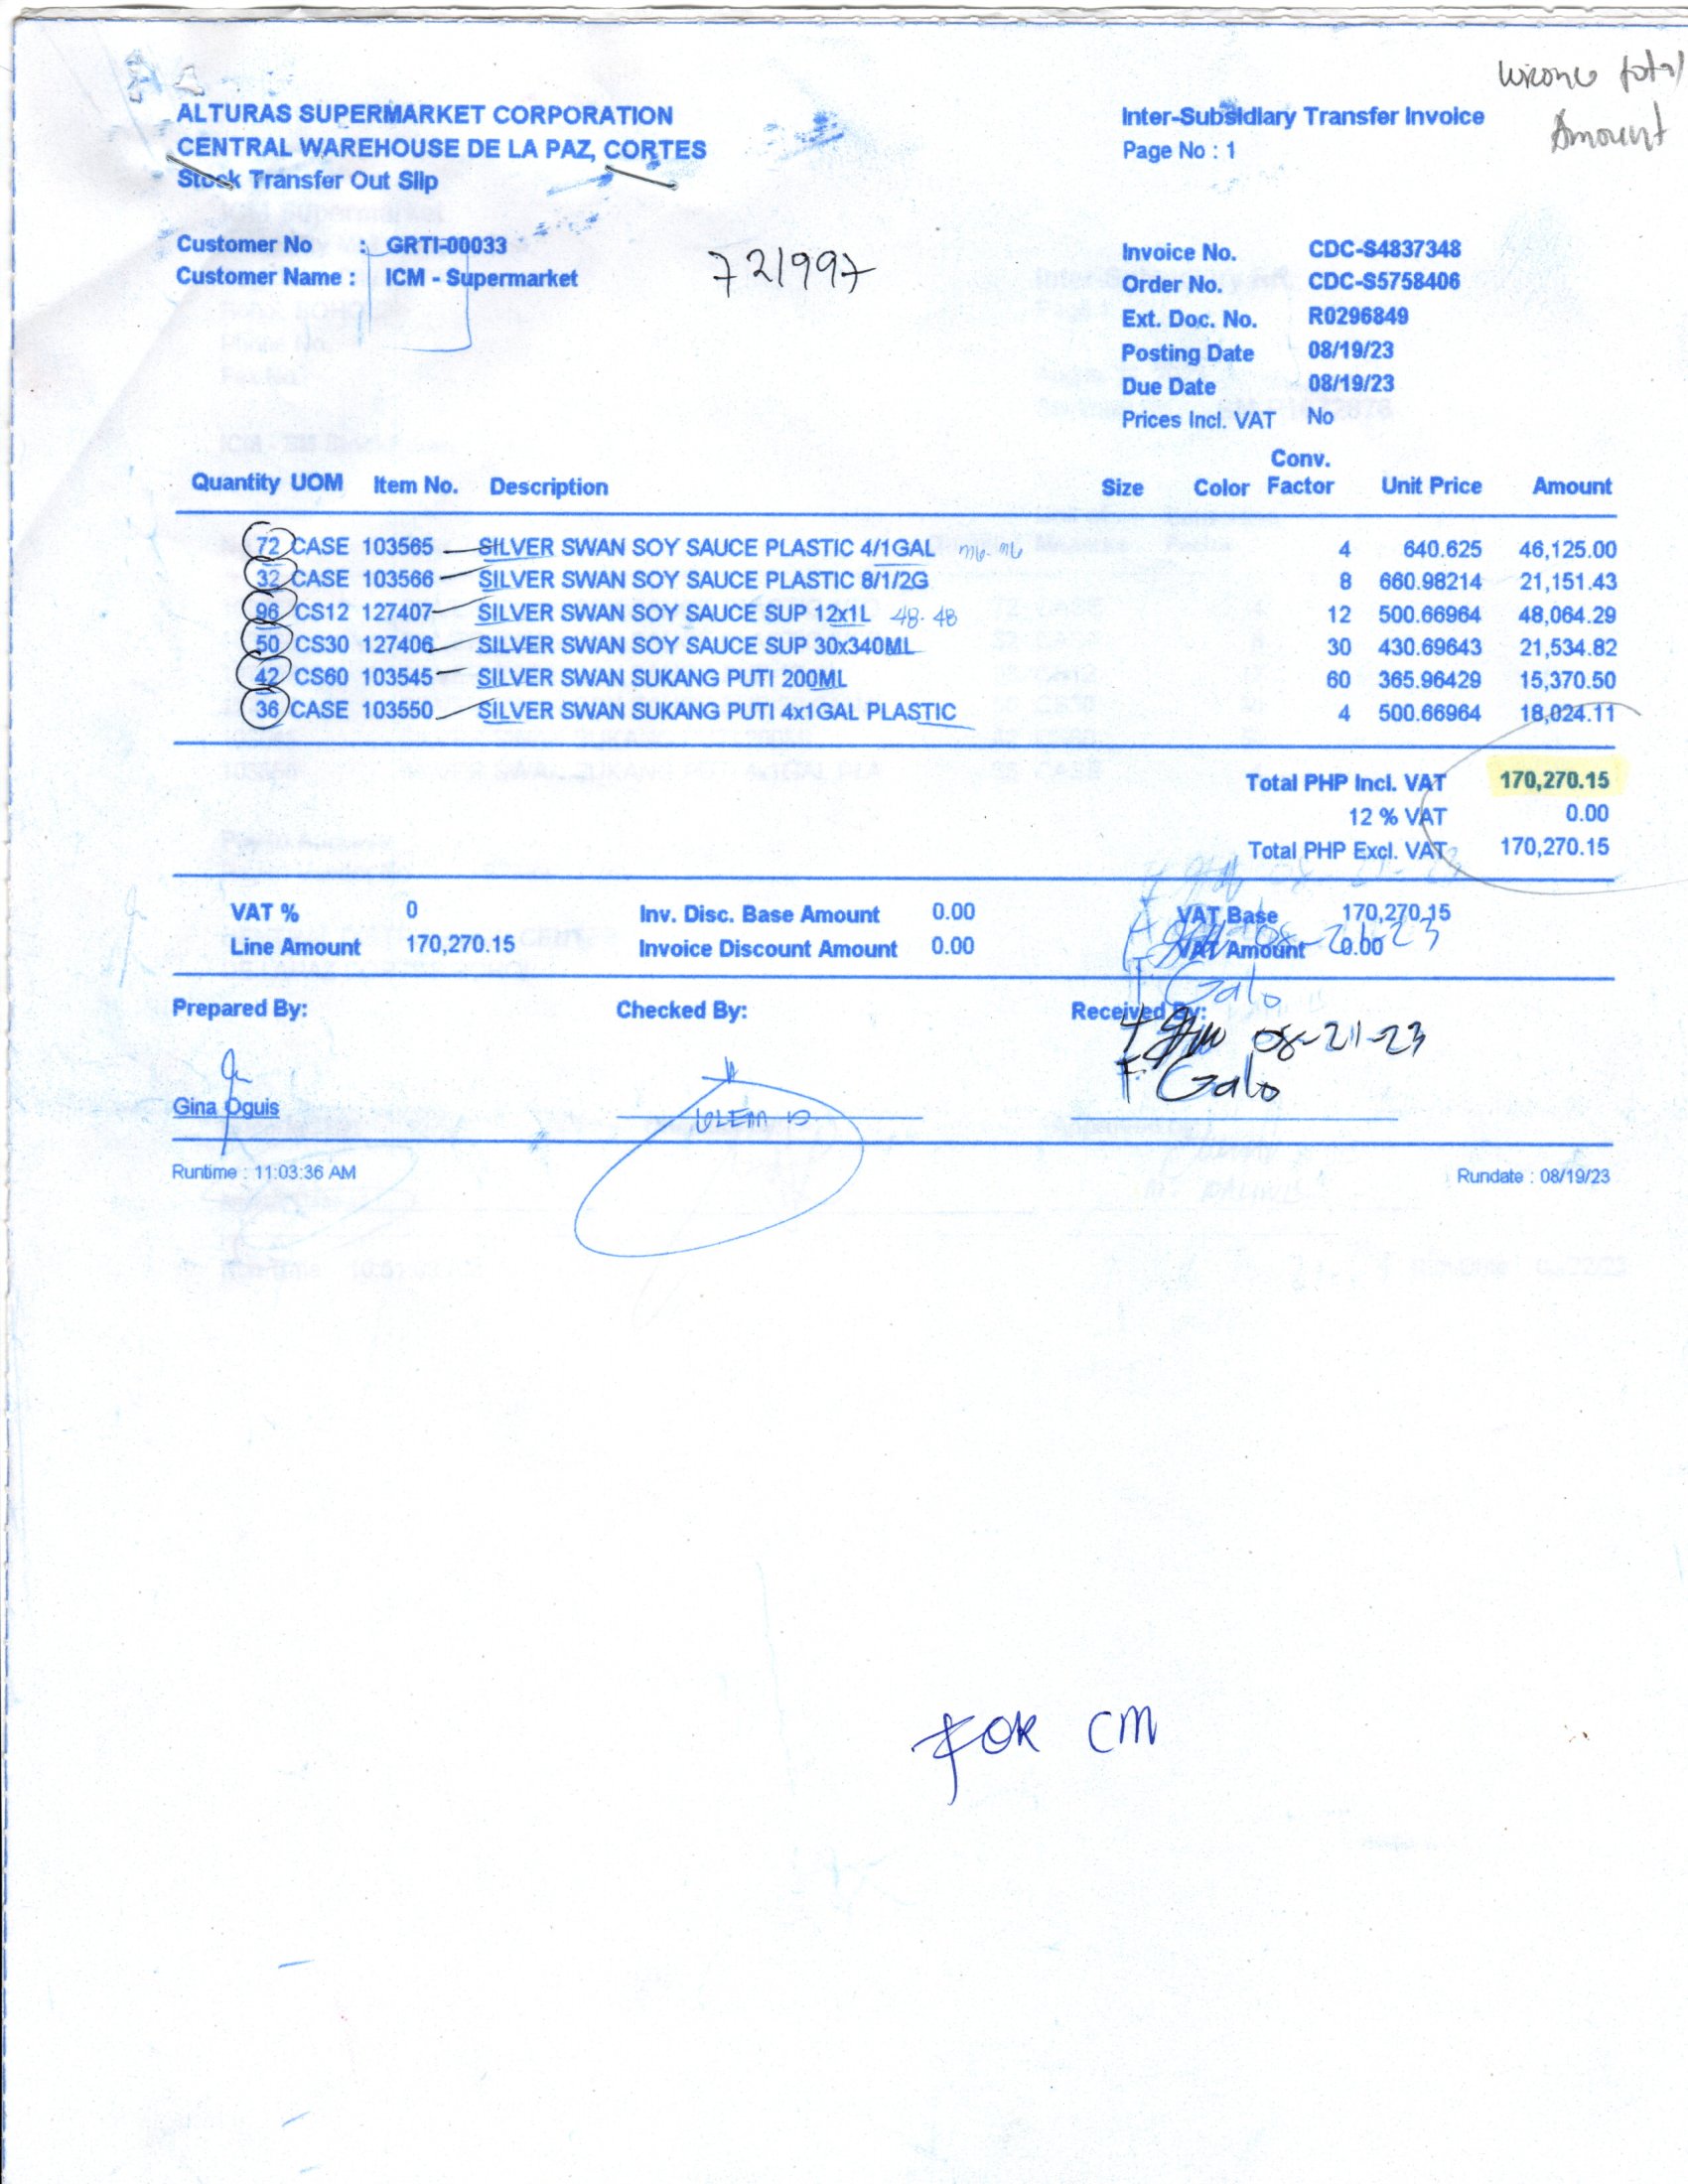 wrong total
Amount
ALTURAS SUPERMARKET CORPORATION
CENTRAL WAREHOUSE DE LA PAZ, CORTES
Stock Transfer Out Slip
Inter-Subsidiary Transfer Invoice
Page No : 1
Customer No : GRTI-00033
Customer Name : ICM - Supermarket
721997
Invoice No. CDC-S4837348
Order No. CDC-S5758406
Ext. Doc. No. R0296849
Posting Date 08/19/23
Due Date 08/19/23
Prices Incl. VAT No
Quantity UOM Item No. Description Size Color Conv. Factor Unit Price Amount
72 CASE 103565 SILVER SWAN SOY SAUCE PLASTIC 4/1GAL 4 640.625 46,125.00
32 CASE 103566 SILVER SWAN SOY SAUCE PLASTIC 8/1/2G 8 660.98214 21,151.43
96 CS12 127407 SILVER SWAN SOY SAUCE SUP 12x1L 48-48 12 500.66964 48,064.29
50 CS30 127406 SILVER SWAN SOY SAUCE SUP 30x340ML 30 430.69643 21,534.82
42 CS60 103545 SILVER SWAN SUKANG PUTI 200ML 60 365.96429 15,370.50
36 CASE 103550 SILVER SWAN SUKANG PUTI 4x1GAL PLASTIC 4 500.66964 18,024.11
Total PHP Incl. VAT 170,270.15
12 % VAT 0.00
Total PHP Excl. VAT 170,270.15
VAT % 0 Inv. Disc. Base Amount 0.00 VAT Base 170,270.15
Line Amount 170,270.15 Invoice Discount Amount 0.00 VAT Amount 0.00
Prepared By: Checked By: Received By:
08-21-23
F. Galo
Gina Oguis
Runtime : 11:03:36 AM Rundate : 08/19/23
FOR CM